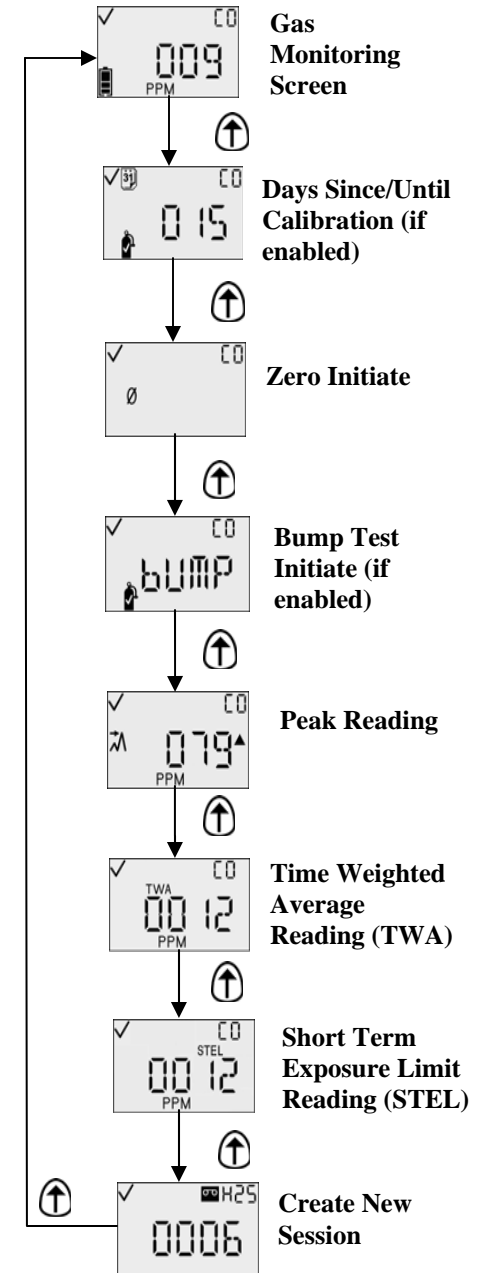 CO
009
PPM
Gas
Monitoring
Screen
31
CO
015
Days Since/Until
Calibration (if
enabled)
CO
Ø
Zero Initiate
CO
bUMP
Bump Test
Initiate (if
enabled)
CO
079
PPM
Peak Reading
CO
TWA
0012
PPM
Time Weighted
Average
Reading (TWA)
CO
STEL
0012
PPM
Short Term
Exposure Limit
Reading (STEL)
H2S
0006
Create New
Session